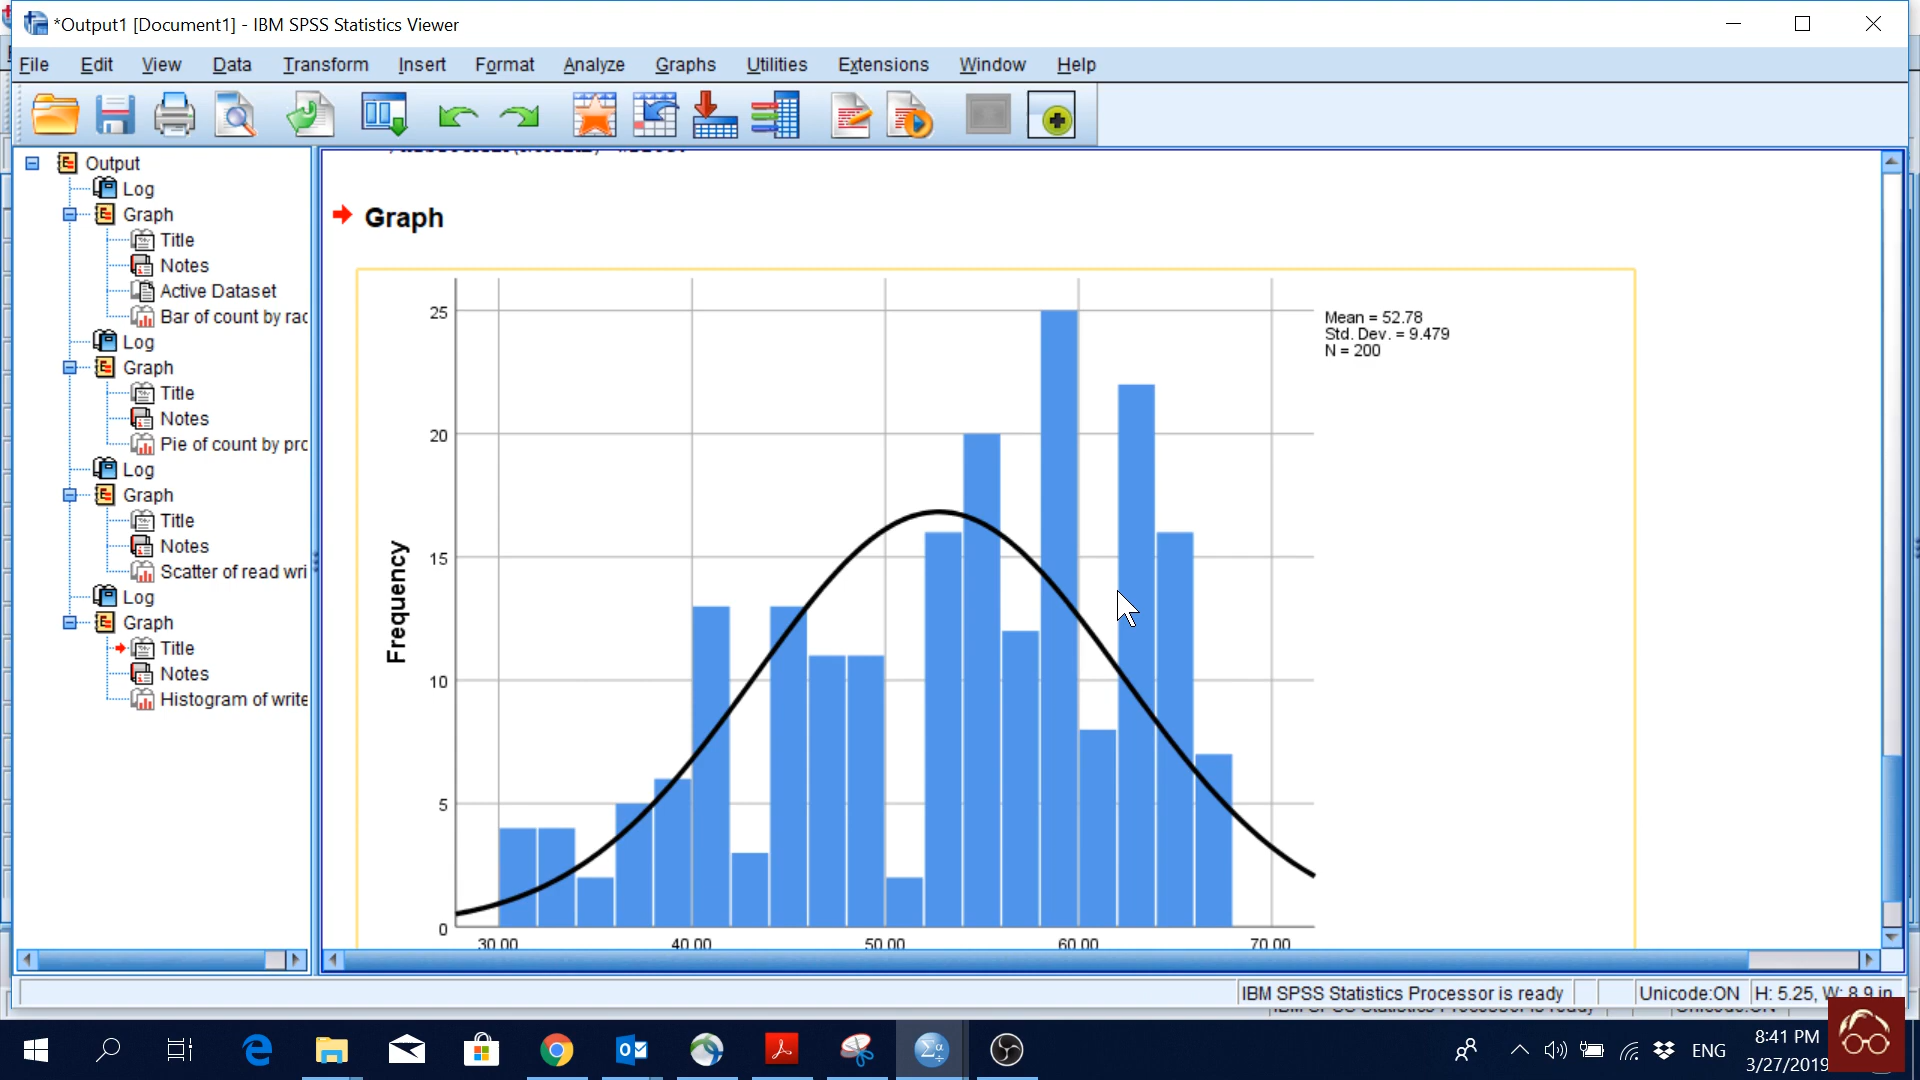 *Output1 [Document1] - IBM SPSS Statistics Viewer
File Edit View Data Transform Insert Format Analyze Graphs Utilities Extensions Window Help
Output
Log
Graph
Title
Notes
Active Dataset
Bar of count by rac
Log
Graph
Title
Notes
Pie of count by pro
Log
Graph
Title
Notes
Scatter of read wri
Log
Graph
Title
Notes
Histogram of write
Graph
Mean = 52.78
Std. Dev. = 9.479
N = 200
Frequency
25
20
15
10
5
0
30.00 40.00 50.00 60.00 70.00
IBM SPSS Statistics Processor is ready Unicode:ON H: 5.25, W: 8.9 in
ENG
8:41 PM
3/27/2019